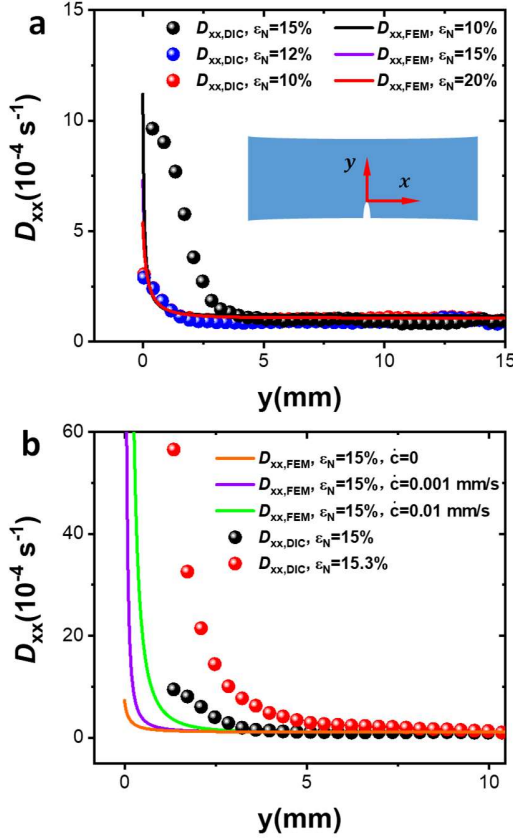 a
D_xx,DIC, ε_N=15%
D_xx,FEM, ε_N=10%
D_xx,DIC, ε_N=12%
D_xx,FEM, ε_N=15%
D_xx,DIC, ε_N=10%
D_xx,FEM, ε_N=20%
y
x
15
10
5
0
D_xx(10^-4 s^-1)
0 5 10 15
y(mm)
b
D_xx,FEM, ε_N=15%, ċ=0
D_xx,FEM, ε_N=15%, ċ=0.001 mm/s
D_xx,FEM, ε_N=15%, ċ=0.01 mm/s
D_xx,DIC, ε_N=15%
D_xx,DIC, ε_N=15.3%
60
40
20
0
D_xx(10^-4 s^-1)
0 5 10
y(mm)